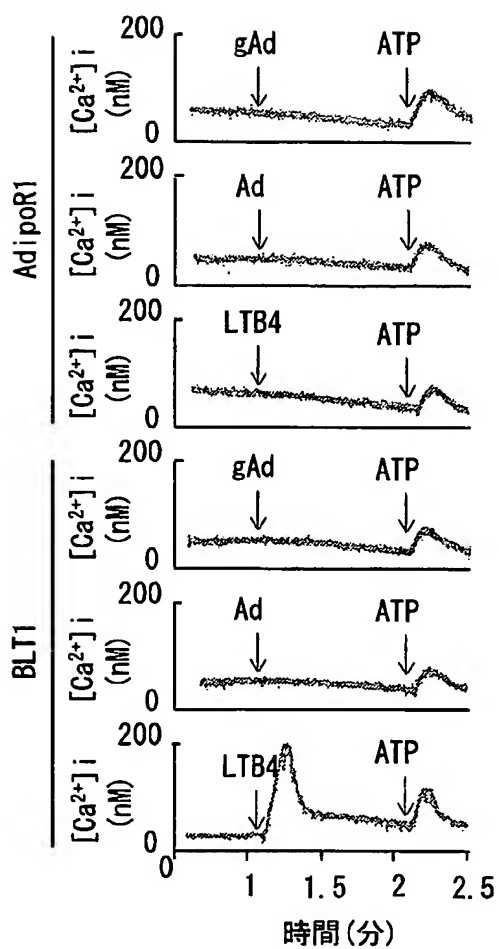 AdipoR1
[Ca²⁺]i (nM)
200
0
gAd
ATP
[Ca²⁺]i (nM)
200
0
Ad
ATP
[Ca²⁺]i (nM)
200
0
LTB4
ATP
BLT1
[Ca²⁺]i (nM)
200
0
gAd
ATP
[Ca²⁺]i (nM)
200
0
Ad
ATP
[Ca²⁺]i (nM)
200
0
LTB4
ATP
0 1 1.5 2 2.5
時間(分)